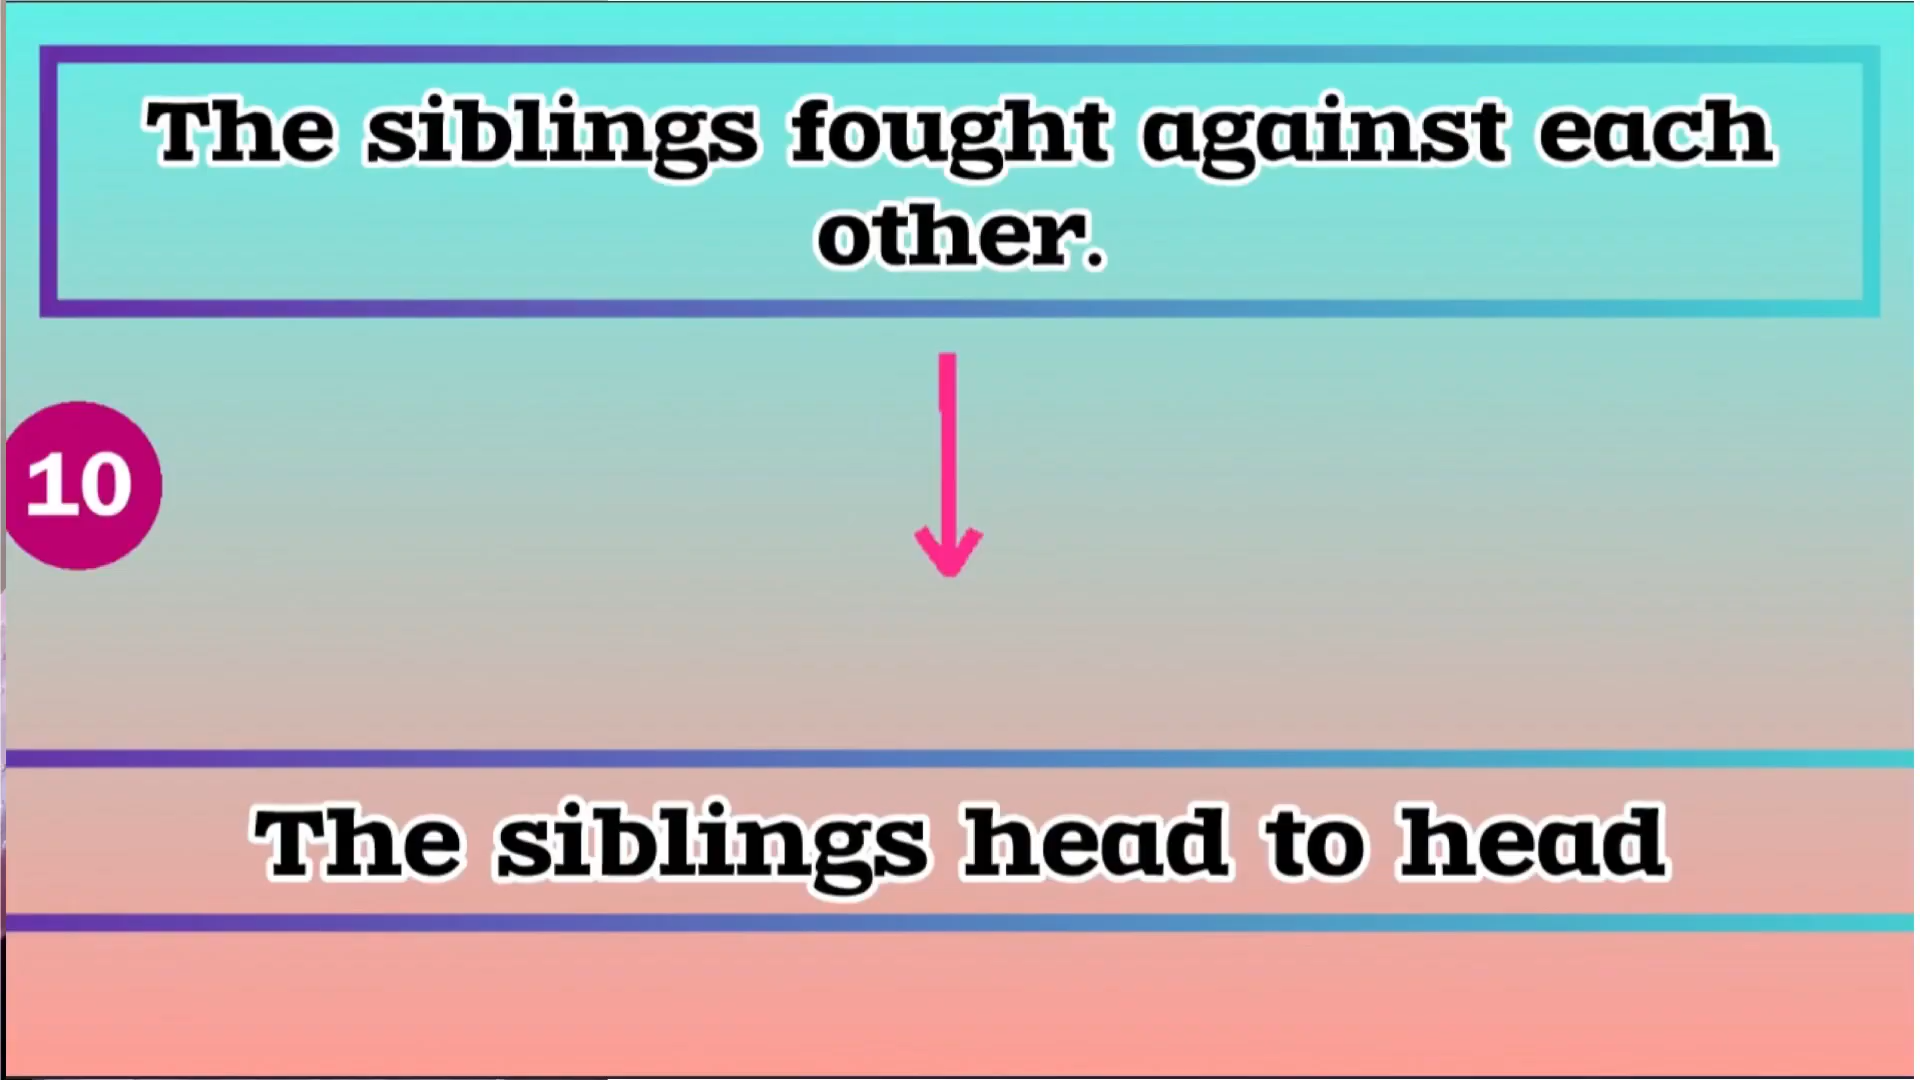 The siblings fought against each
other.
10
The siblings head to head